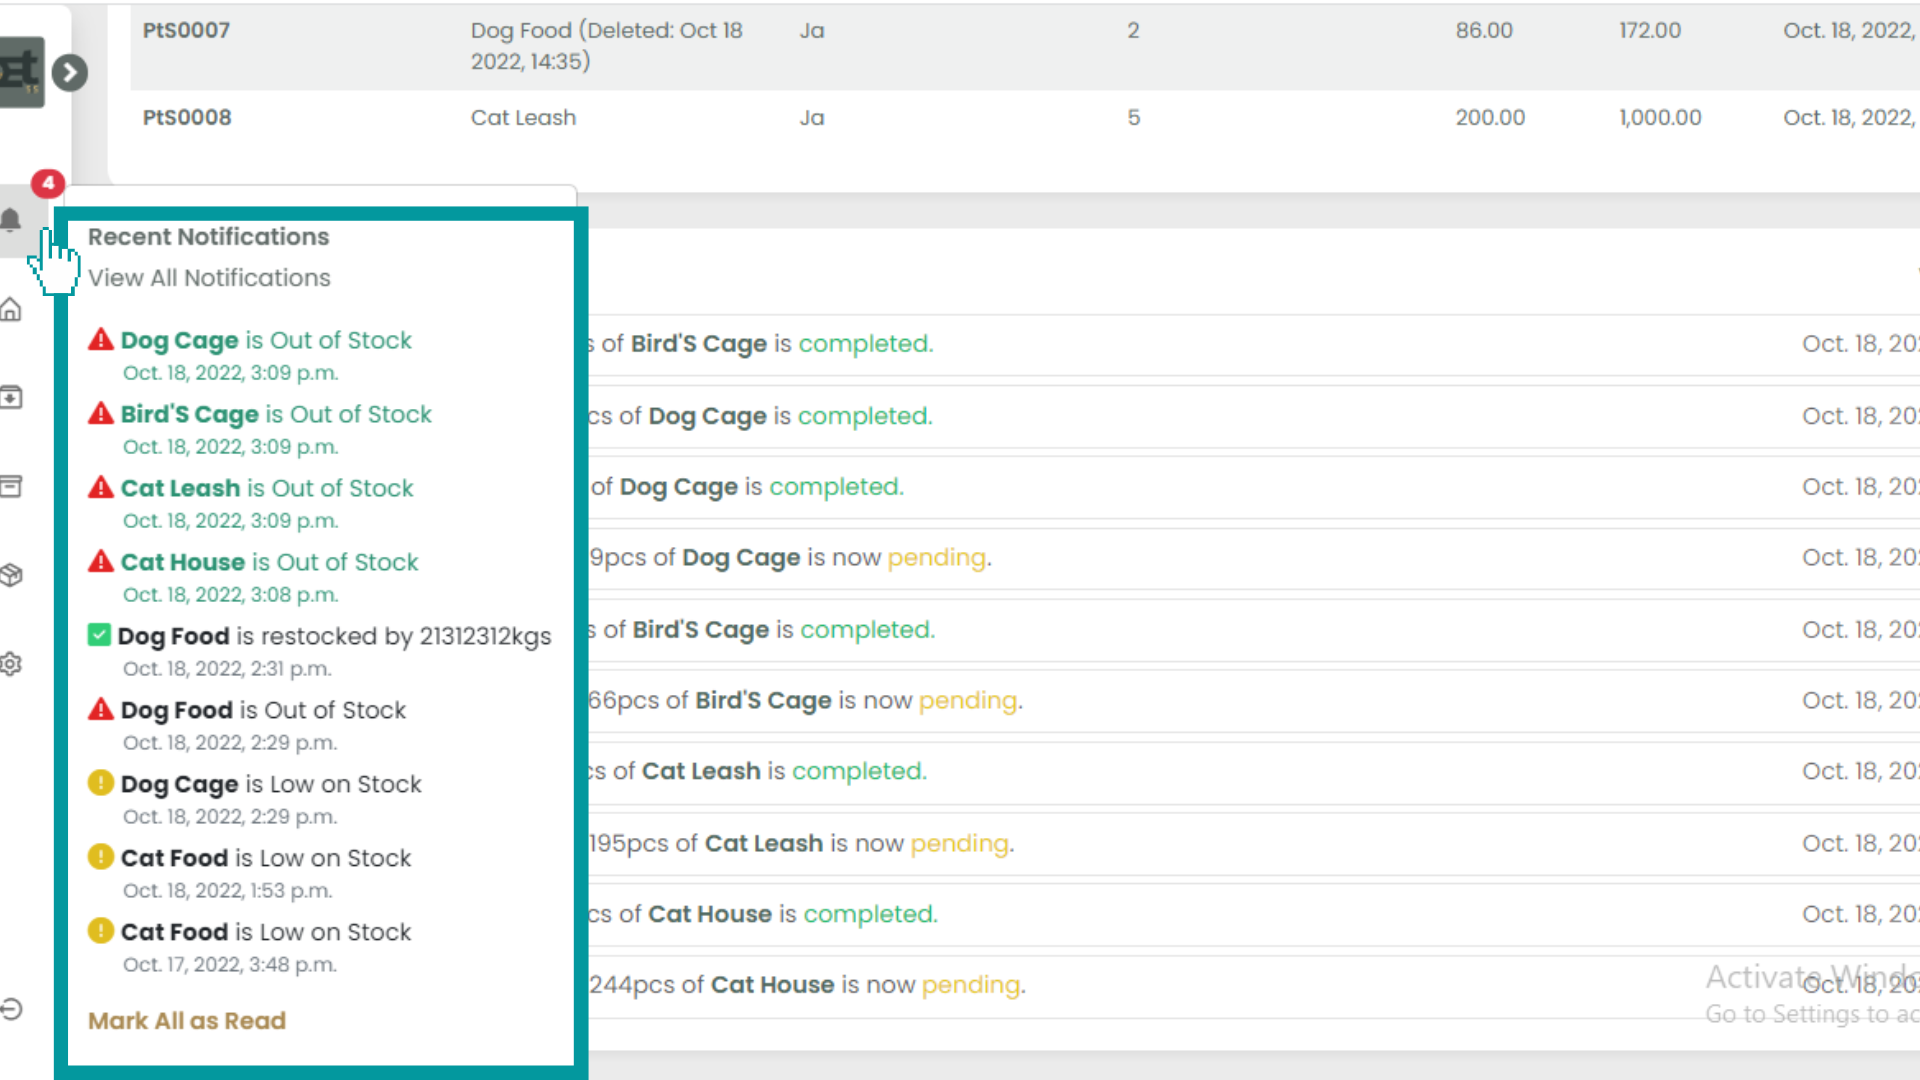 PtS0007 Dog Food (Deleted: Oct 18 Ja 2 86.00 172.00 Oct. 18, 2022,
2022, 14:35)
PtS0008 Cat Leash Ja 5 200.00 1,000.00 Oct. 18, 2022,
4
Recent Notifications
View All Notifications
Dog Cage is Out of Stock
Oct. 18, 2022, 3:09 p.m.
Bird'S Cage is Out of Stock
Oct. 18, 2022, 3:09 p.m.
Cat Leash is Out of Stock
Oct. 18, 2022, 3:09 p.m.
Cat House is Out of Stock
Oct. 18, 2022, 3:08 p.m.
Dog Food is restocked by 21312312kgs
Oct. 18, 2022, 2:31 p.m.
Dog Food is Out of Stock
Oct. 18, 2022, 2:29 p.m.
Dog Cage is Low on Stock
Oct. 18, 2022, 2:29 p.m.
Cat Food is Low on Stock
Oct. 18, 2022, 1:53 p.m.
Cat Food is Low on Stock
Oct. 17, 2022, 3:48 p.m.
Mark All as Read
s of Bird'S Cage is completed. Oct. 18, 20
cs of Dog Cage is completed. Oct. 18, 20
of Dog Cage is completed. Oct. 18, 20
9pcs of Dog Cage is now pending. Oct. 18, 20
s of Bird'S Cage is completed. Oct. 18, 20
66pcs of Bird'S Cage is now pending. Oct. 18, 20
cs of Cat Leash is completed. Oct. 18, 20
195pcs of Cat Leash is now pending. Oct. 18, 20
cs of Cat House is completed. Oct. 18, 20
244pcs of Cat House is now pending. Oct. 18, 20
Activate Windo
Go to Settings to ac